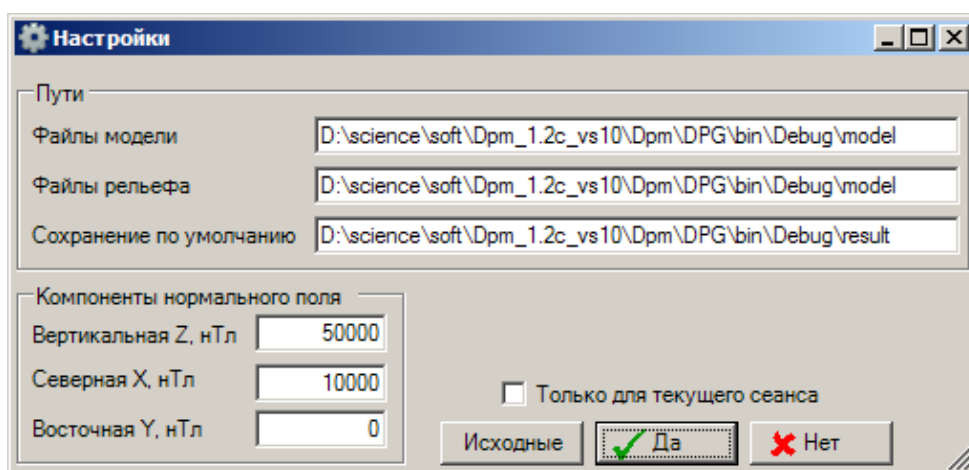 Настройки
Пути
Файлы модели D:\science\soft\Dpm_1.2c_vs10\Dpm\DPG\bin\Debug\model
Файлы рельефа D:\science\soft\Dpm_1.2c_vs10\Dpm\DPG\bin\Debug\model
Сохранение по умолчанию D:\science\soft\Dpm_1.2c_vs10\Dpm\DPG\bin\Debug\result
Компоненты нормального поля
Вертикальная Z, нТл 50000
Северная X, нТл 10000
Восточная Y, нТл 0
Только для текущего сеанса
Исходные Да Нет